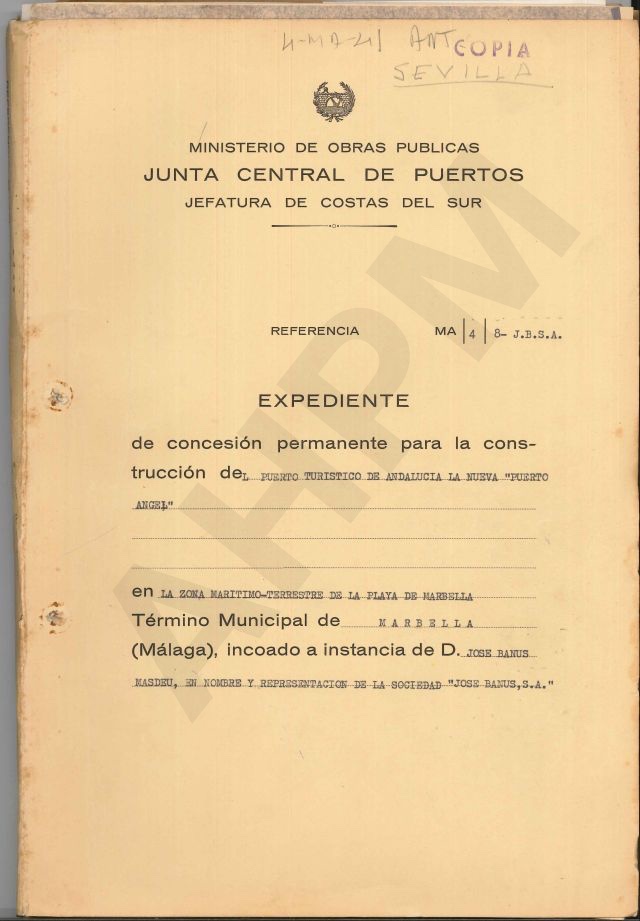 4-MA-41 ANT COPIA
SEVILLA
MINISTERIO DE OBRAS PUBLICAS
JUNTA CENTRAL DE PUERTOS
JEFATURA DE COSTAS DEL SUR
REFERENCIA MA | 4 | 8- J.B.S.A.
EXPEDIENTE
de concesión permanente para la cons-
trucción deL PUERTO TURISTICO DE ANDALUCIA LA NUEVA "PUERTO
ANGEL"
en LA ZONA MARITIMO-TERRESTRE DE LA PLAYA DE MARBELLA
Término Municipal de MARBELLA
(Málaga), incoado a instancia de D. JOSE BANUS
MASDEU, EN NOMBRE Y REPRESENTACION DE LA SOCIEDAD "JOSE BANUS,S.A."
AHPM